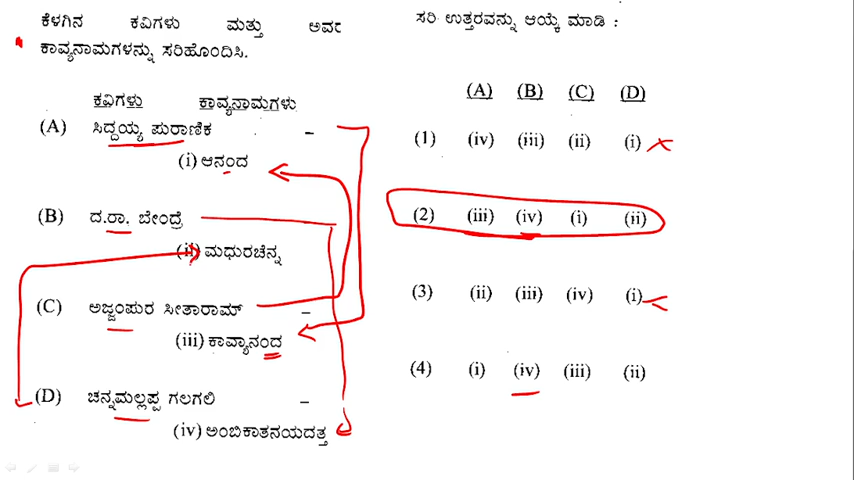 ಕೆಳಗಿನ ಕವಿಗಳು ಮತ್ತು ಅವರ
ಕಾವ್ಯನಾಮಗಳನ್ನು ಸರಿಹೊಂದಿಸಿ.
ಕವಿಗಳು ಕಾವ್ಯನಾಮಗಳು
(A) ಸಿದ್ದಯ್ಯ ಪುರಾಣಿಕ –
(i) ಆನಂದ
(B) ದ.ರಾ. ಬೇಂದ್ರೆ
(ii) ಮಧುರಚೆನ್ನ
(C) ಅಜ್ಜಂಪುರ ಸೀತಾರಾಮ್ –
(iii) ಕಾವ್ಯಾನಂದ
(D) ಚನ್ನಮಲ್ಲಪ್ಪ ಗಲಗಲಿ –
(iv) ಅಂಬಿಕಾತನಯದತ್ತ
ಸರಿ ಉತ್ತರವನ್ನು ಆಯ್ಕೆ ಮಾಡಿ :
(A) (B) (C) (D)
(1) (iv) (iii) (ii) (i)
(2) (iii) (iv) (i) (ii)
(3) (ii) (iii) (iv) (i)
(4) (i) (iv) (iii) (ii)